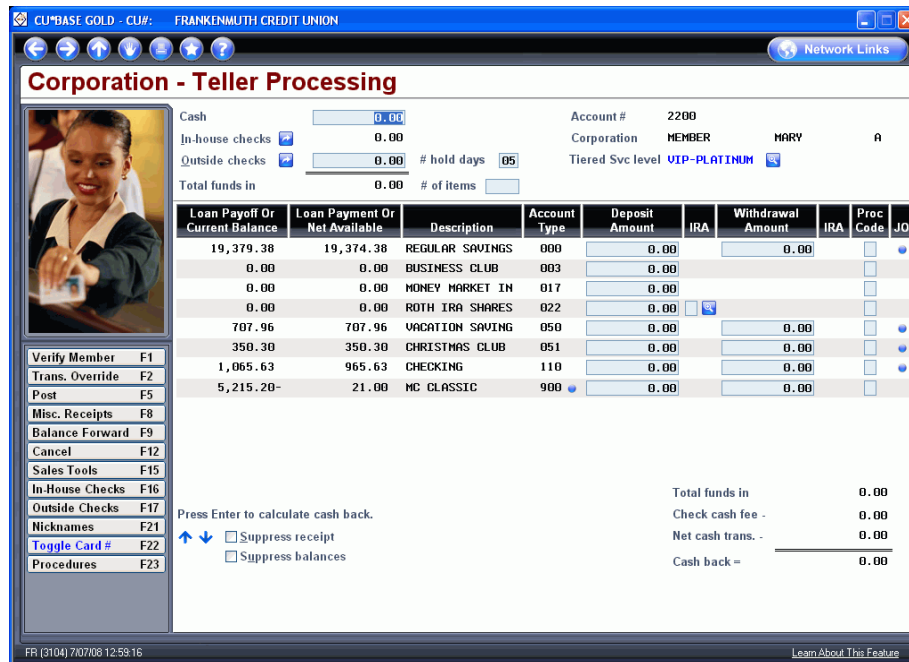 CU*BASE GOLD - CU#: FRANKENMUTH CREDIT UNION
Network Links
Corporation - Teller Processing
Cash 0.00 Account # 2200
In-house checks 0.00 Corporation MEMBER MARY A
Outside checks 0.00 # hold days 05 Tiered Svc level VIP-PLATINUM
Total funds in 0.00 # of items
Loan Payoff Or Current Balance Loan Payment Or Net Available Description Account Type Deposit Amount IRA Withdrawal Amount IRA Proc Code JO
19,379.38 19,374.38 REGULAR SAVINGS 000 0.00 0.00
0.00 0.00 BUSINESS CLUB 003 0.00
0.00 0.00 MONEY MARKET IN 017 0.00
0.00 0.00 ROTH IRA SHARES 022 0.00
707.96 707.96 VACATION SAVING 050 0.00 0.00
350.30 350.30 CHRISTMAS CLUB 051 0.00 0.00
1,065.63 965.63 CHECKING 110 0.00 0.00
5,215.20- 21.00 MC CLASSIC 900 0.00 0.00
Verify Member F1
Trans. Override F2
Post F5
Misc. Receipts F8
Balance Forward F9
Cancel F12
Sales Tools F15
In-House Checks F16
Outside Checks F17
Nicknames F21
Toggle Card # F22
Procedures F23
Press Enter to calculate cash back.
Suppress receipt
Suppress balances
Total funds in 0.00
Check cash fee - 0.00
Net cash trans. - 0.00
Cash back = 0.00
FR (3104) 7/07/08 12:59:16
Learn About This Feature